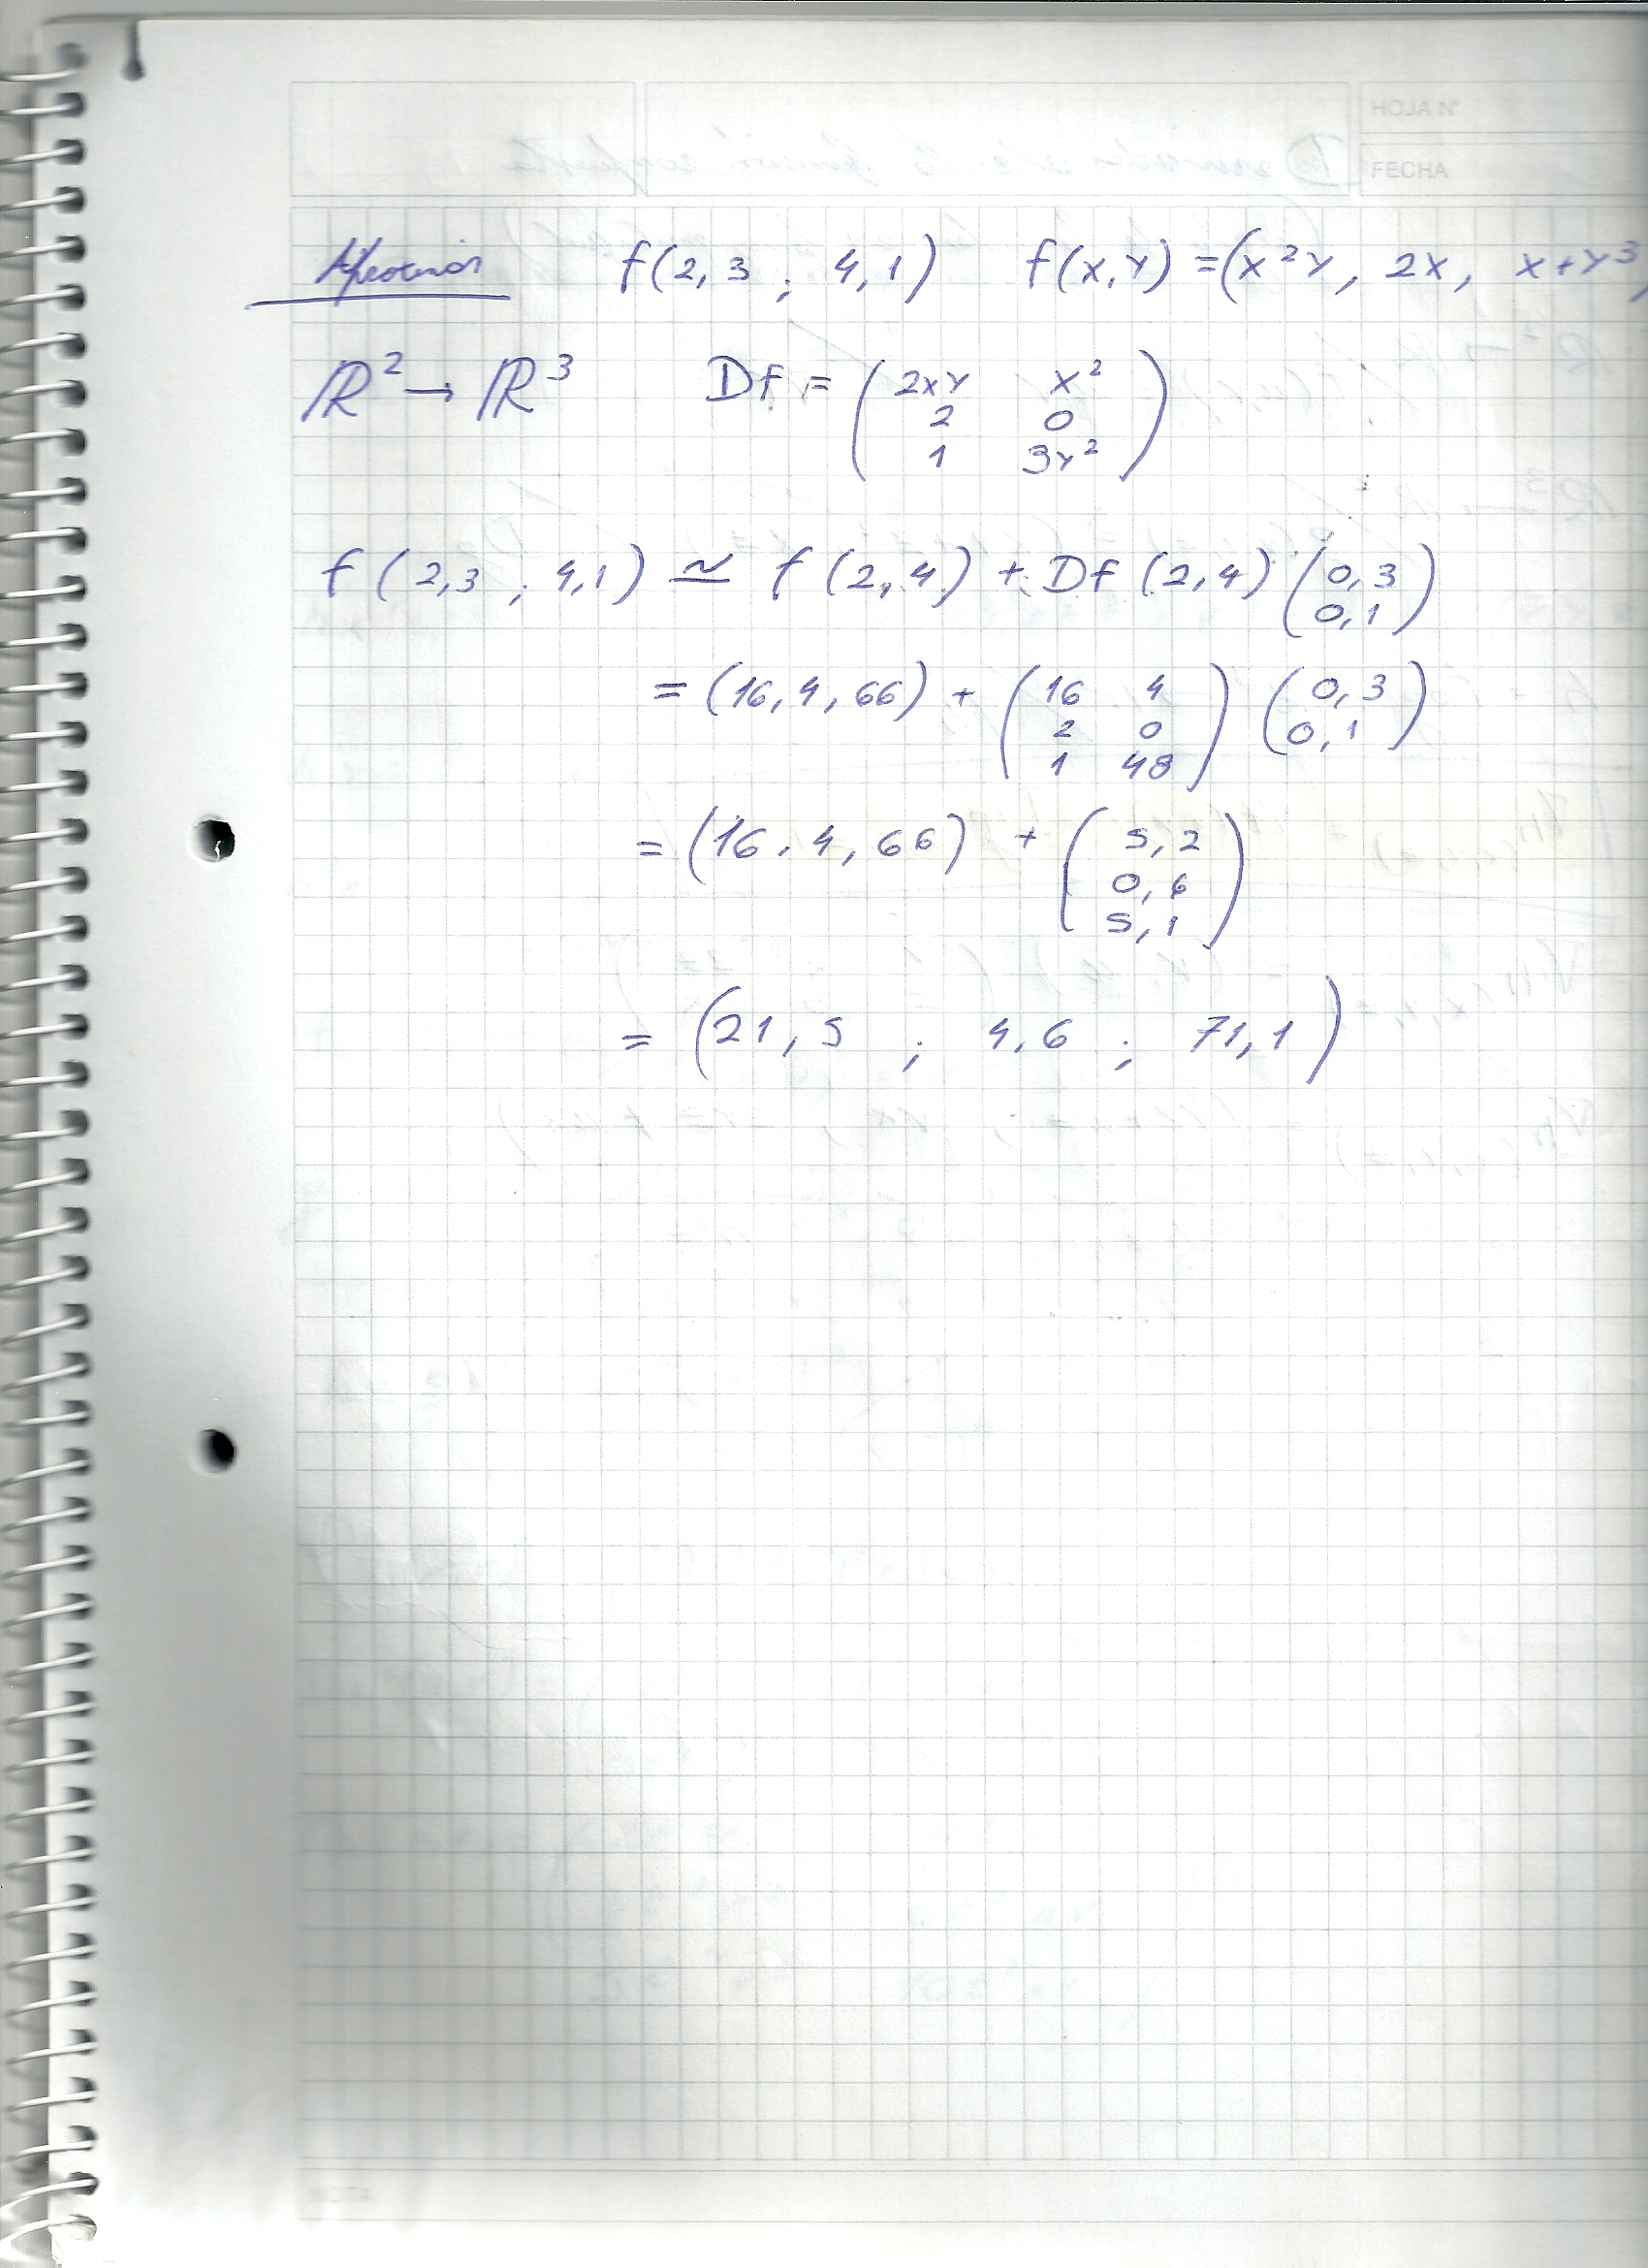 HOJA N°
FECHA
f(2,3 ; 4,1) f(x,y) = (x²y, 2x, x+y³)
ℝ² → ℝ³ Df = ( 2xy x²
2 0
1 3y² )
f(2,3 ; 4,1) ≃ f(2,4) + Df(2,4) ( 0,3
0,1 )
= (16,4,66) + ( 16 4
2 0
1 48 ) ( 0,3
0,1 )
= (16,4,66) + ( 5,2
0,6
5,1 )
= (21,5 ; 4,6 ; 71,1)